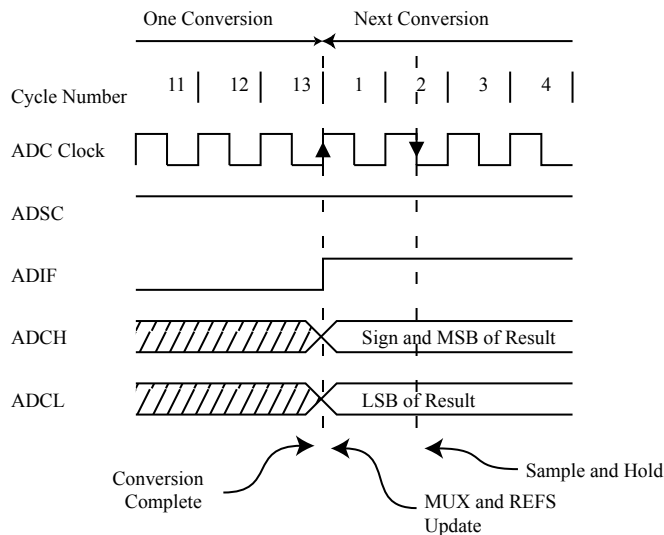 One Conversion Next Conversion
Cycle Number 11 12 13 1 2 3 4
ADC Clock
ADSC
ADIF
ADCH Sign and MSB of Result
ADCL LSB of Result
Conversion
Complete
MUX and REFS
Update
Sample and Hold